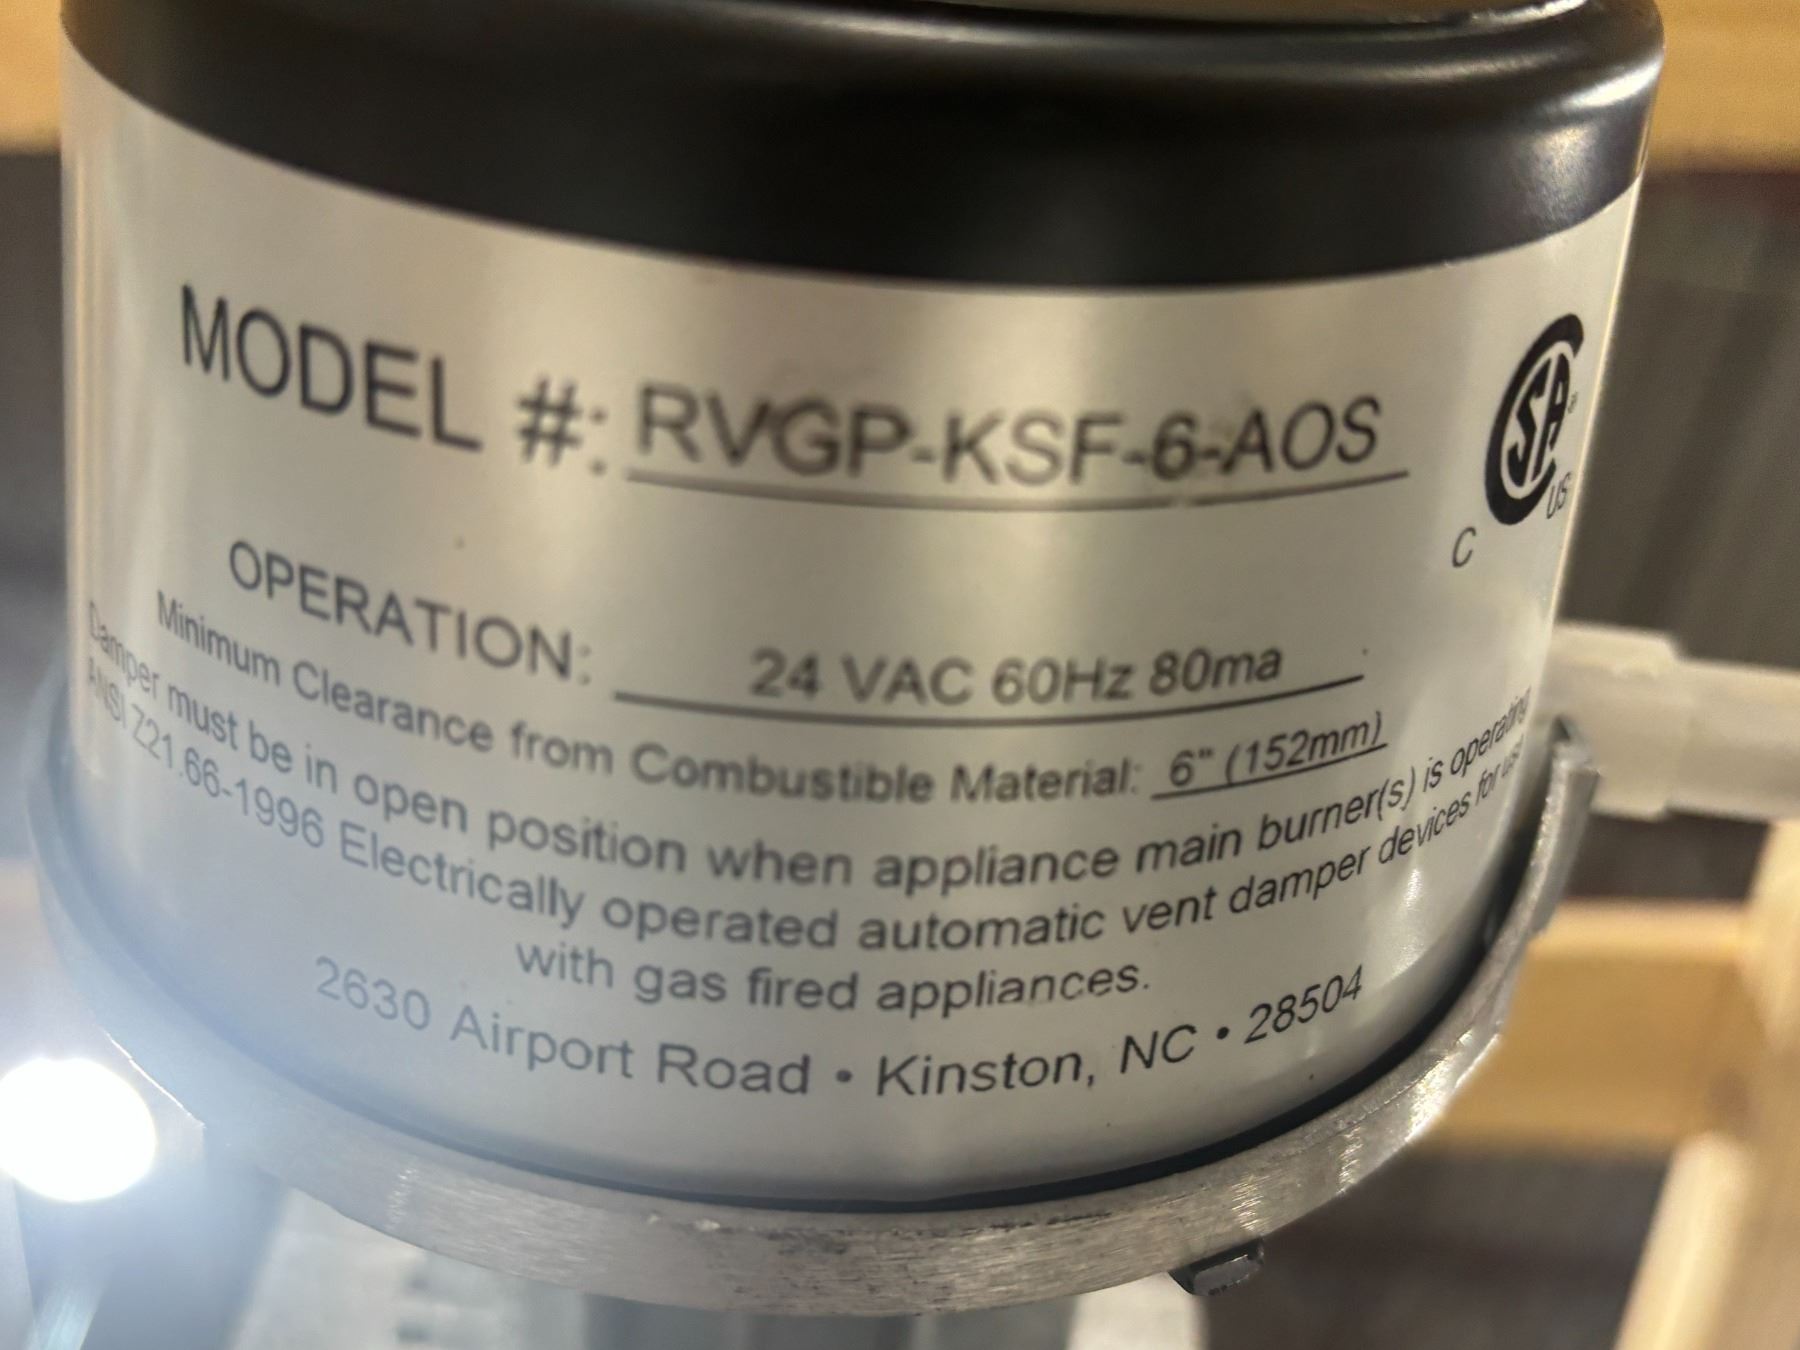 MODEL #: RVGP-KSF-6-AOS
CSA®
C US
OPERATION: 24 VAC 60Hz 80ma
Minimum Clearance from Combustible Material: 6" (152mm)
Damper must be in open position when appliance main burner(s) is operating
ANSI Z21.66-1996 Electrically operated automatic vent damper devices for use
with gas fired appliances.
2630 Airport Road • Kinston, NC • 28504